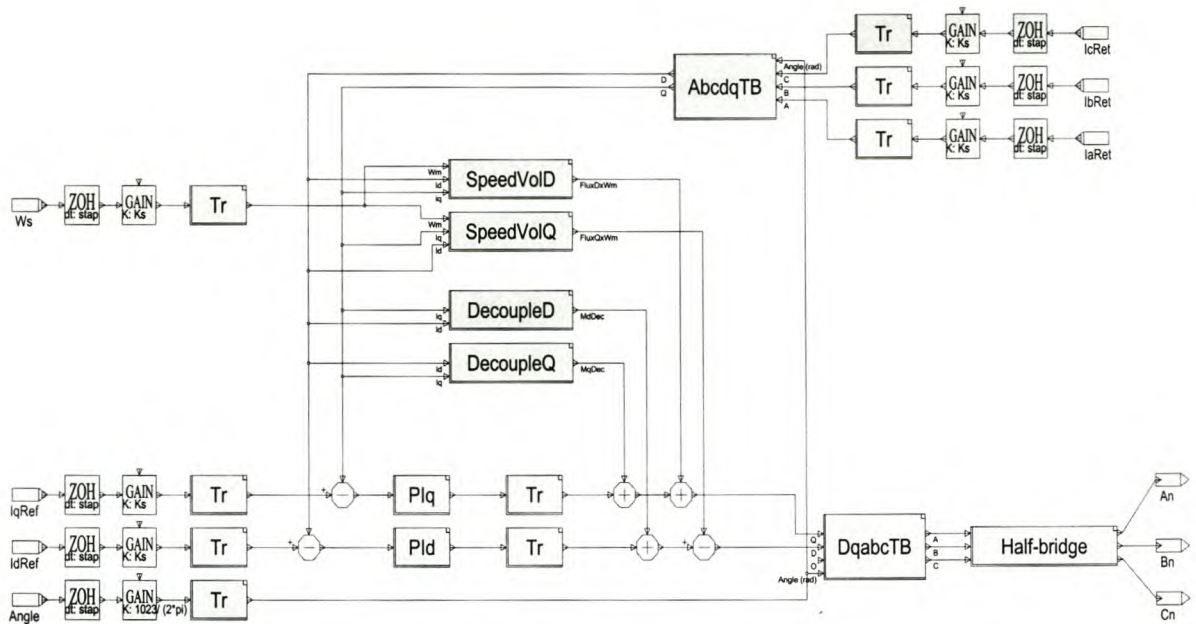 Tr GAIN K: Ks ZOH dt: stap IcRet
AbcdqTB Angle (rad) C B A D Q
Tr GAIN K: Ks ZOH dt: stap IbRet
Tr GAIN K: Ks ZOH dt: stap IaRet
Wm Id Iq SpeedVolD FluxDxWm
Ws ZOH dt: stap GAIN K: Ks Tr
Wm Iq Id SpeedVolQ FluxQxWm
Iq Id DecoupleD MdDec
Id Iq DecoupleQ MqDec
IqRef ZOH dt: stap GAIN K: Ks Tr + - PIq Tr + +
An
IdRef ZOH dt: stap GAIN K: Ks Tr + - PId Tr + + -
Q D O Angle (rad) DqabcTB A B C Half-bridge
Bn
Angle ZOH dt: stap GAIN K: 1023/ (2*pi) Tr
Cn